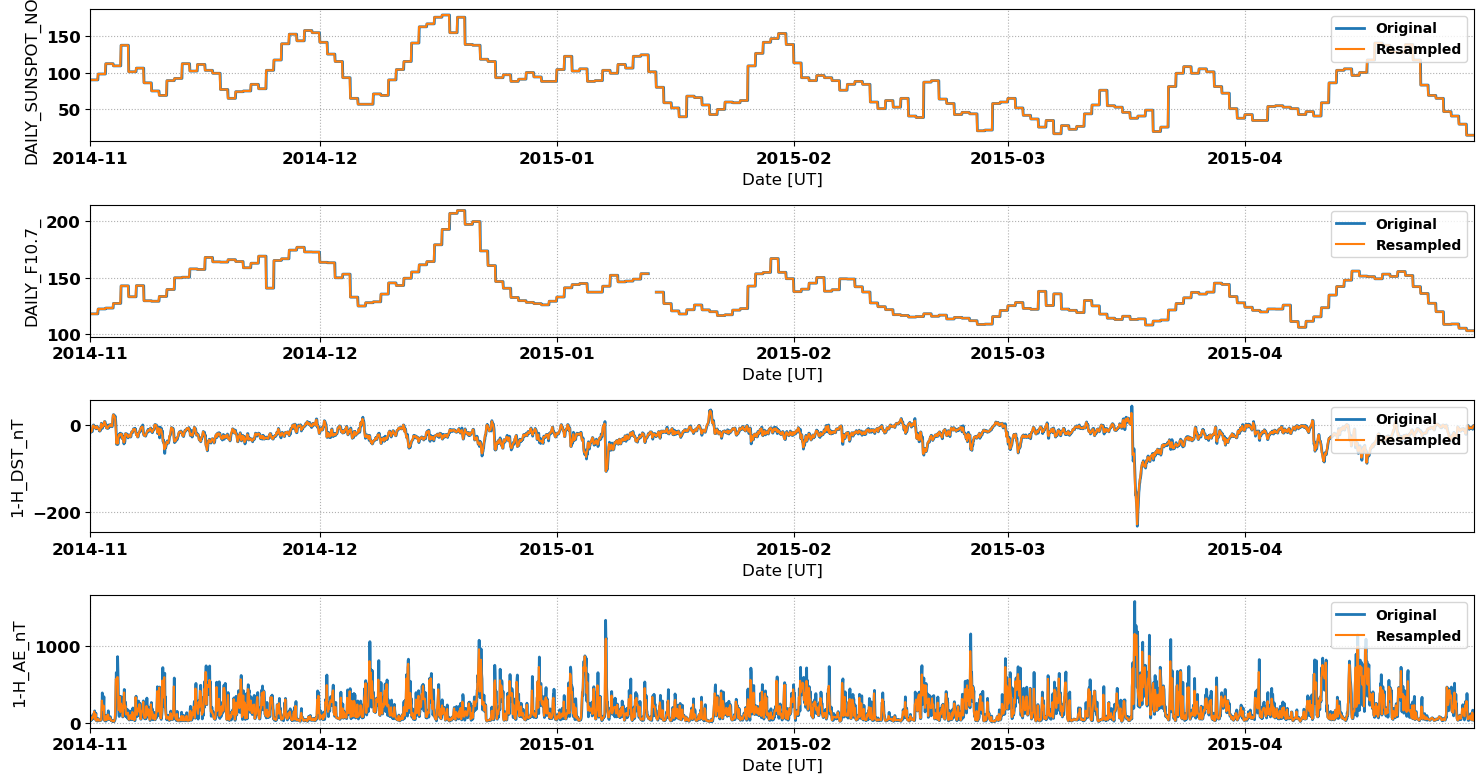 DAILY_SUNSPOT_NO
150
100
50
Original
Resampled
2014-11 2014-12 2015-01 2015-02 2015-03 2015-04
Date [UT]
DAILY_F10.7_
200
150
100
Original
Resampled
2014-11 2014-12 2015-01 2015-02 2015-03 2015-04
Date [UT]
1-H_DST_nT
0
−200
Original
Resampled
2014-11 2014-12 2015-01 2015-02 2015-03 2015-04
Date [UT]
1-H_AE_nT
1000
0
Original
Resampled
2014-11 2014-12 2015-01 2015-02 2015-03 2015-04
Date [UT]